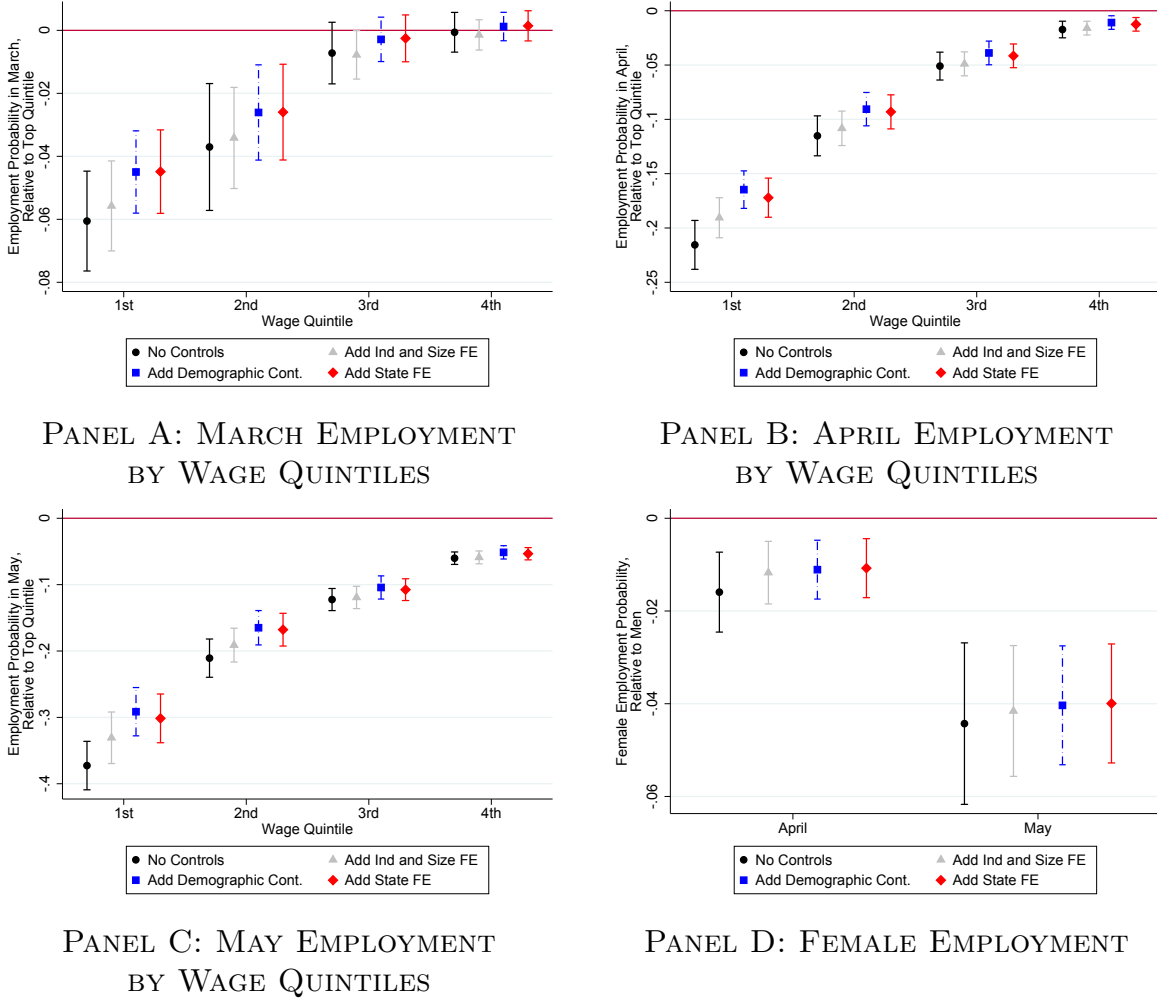 Employment Probability in March,
Relative to Top Quintile
0
-.02
-.04
-.06
-.08
1st 2nd 3rd 4th
Wage Quintile
No Controls Add Ind and Size FE
Add Demographic Cont. Add State FE
PANEL A: MARCH EMPLOYMENT
BY WAGE QUINTILES
Employment Probability in April,
Relative to Top Quintile
0
-.05
-.1
-.15
-.2
-.25
1st 2nd 3rd 4th
Wage Quintile
No Controls Add Ind and Size FE
Add Demographic Cont. Add State FE
PANEL B: APRIL EMPLOYMENT
BY WAGE QUINTILES
Employment Probability in May,
Relative to Top Quintile
0
-.1
-.2
-.3
-.4
1st 2nd 3rd 4th
Wage Quintile
No Controls Add Ind and Size FE
Add Demographic Cont. Add State FE
PANEL C: MAY EMPLOYMENT
BY WAGE QUINTILES
Female Employment Probability,
Relative to Men
0
-.02
-.04
-.06
April May
No Controls Add Ind and Size FE
Add Demographic Cont. Add State FE
PANEL D: FEMALE EMPLOYMENT